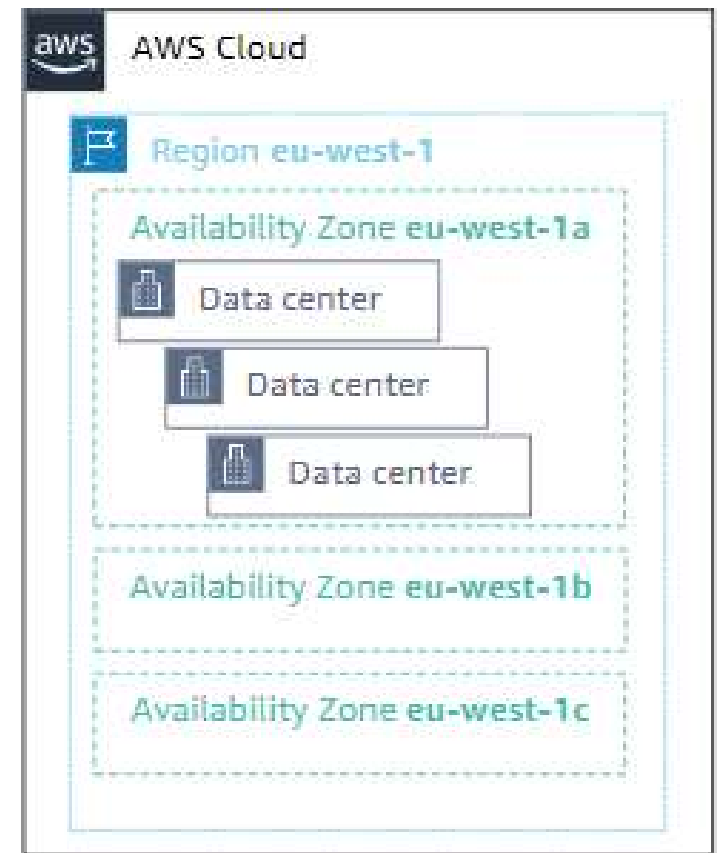 aws
AWS Cloud
Region eu-west-1
Availability Zone eu-west-1a
Data center
Data center
Data center
Availability Zone eu-west-1b
Availability Zone eu-west-1c